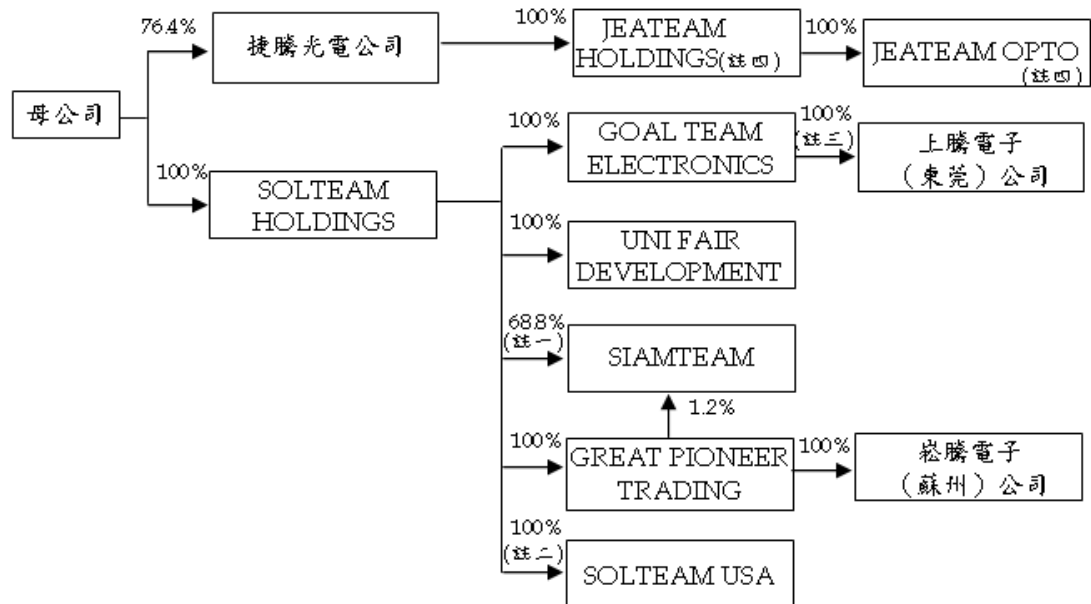 76.4%
捷騰光電公司
100%
JEATEAM
HOLDINGS(註四)
100%
JEATEAM OPTO
(註四)
母公司
100%
SOLTEAM
HOLDINGS
100%
GOAL TEAM
ELECTRONICS
100%
(註三)
上騰電子
（東莞）公司
100%
UNI FAIR
DEVELOPMENT
68.8%
(註一)
SIAMTEAM
1.2%
100%
GREAT PIONEER
TRADING
100%
崧騰電子
（蘇州）公司
100%
(註二)
SOLTEAM USA